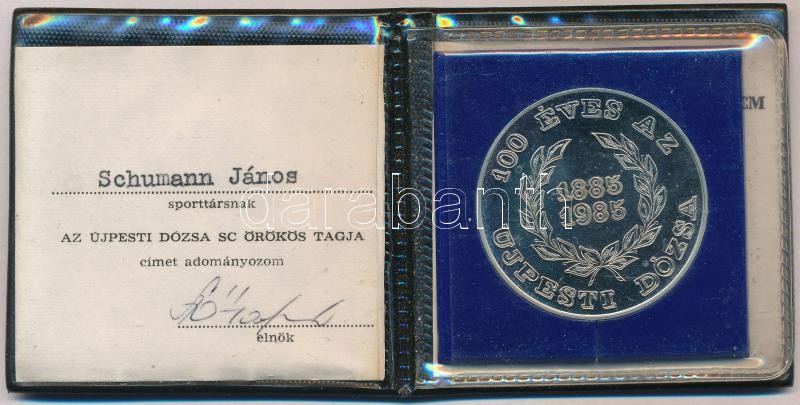 Schumann János
sporttársnak
AZ ÚJPESTI DÓZSA SC ÖRÖKÖS TAGJA
címet adományozom
elnök
100 ÉVES AZ
1885
1985
UJPESTI DÓZSA
darabanth